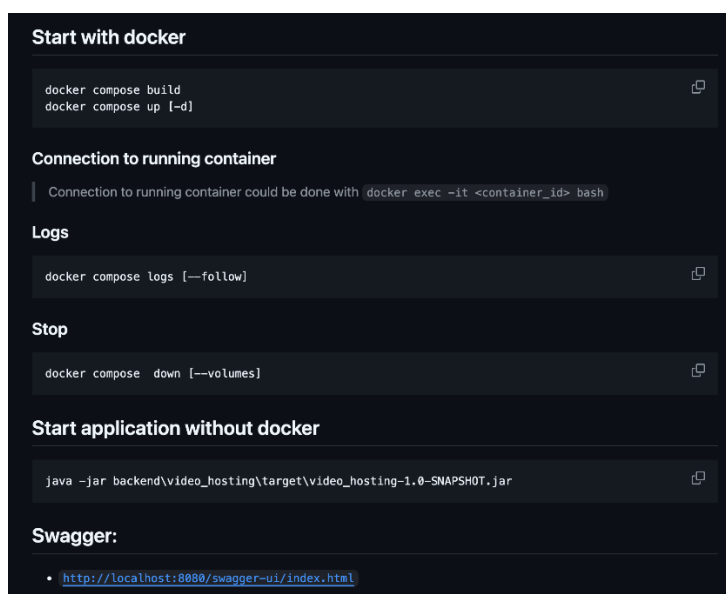 Start with docker
docker compose build
docker compose up [-d]
Connection to running container
Connection to running container could be done with docker exec -it <container_id> bash
Logs
docker compose logs [--follow]
Stop
docker compose  down [--volumes]
Start application without docker
java -jar backend\video_hosting\target\video_hosting-1.0-SNAPSHOT.jar
Swagger:
• http://localhost:8080/swagger-ui/index.html